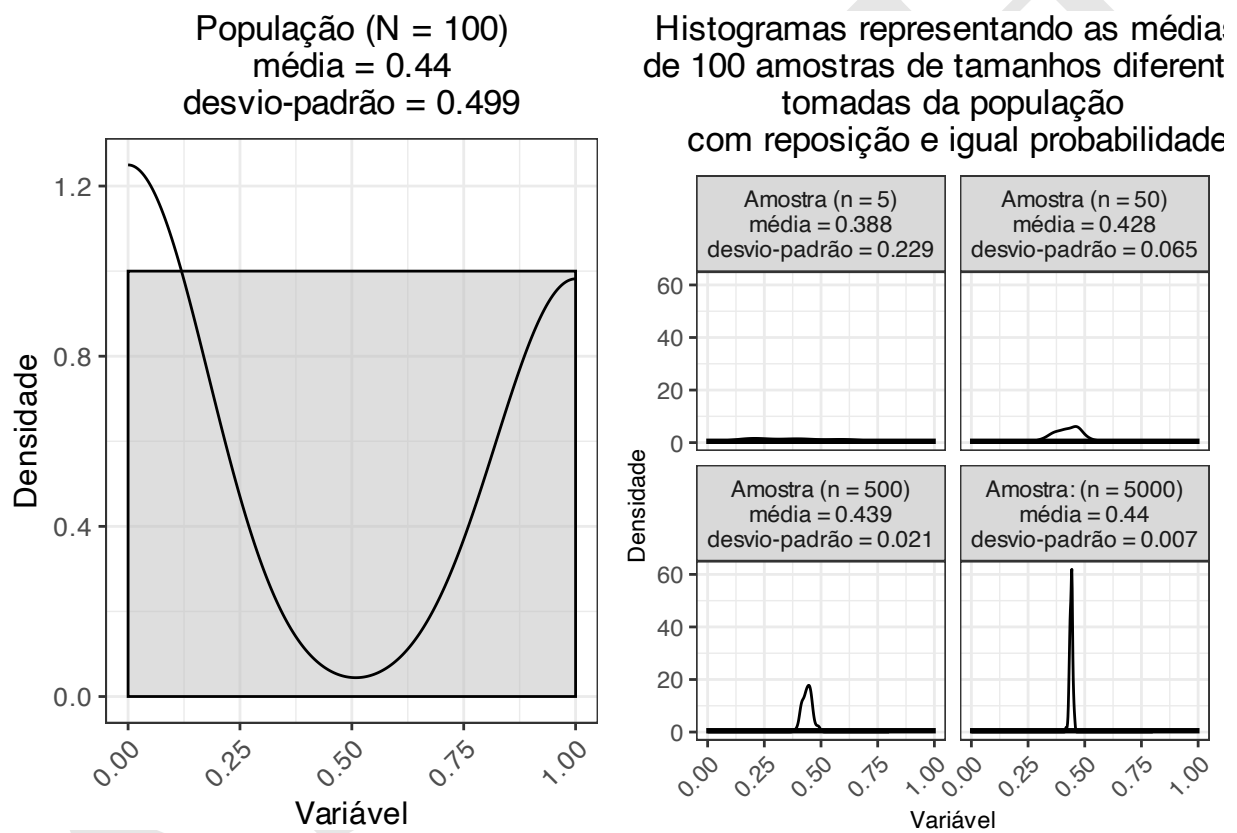 População (N = 100)
média = 0.44
desvio-padrão = 0.499
1.2
0.8
0.4
0.0
Densidade
0.00
0.25
0.50
0.75
1.00
Variável
Histogramas representando as médias
de 100 amostras de tamanhos diferent
tomadas da população
com reposição e igual probabilidade
Amostra (n = 5)
média = 0.388
desvio-padrão = 0.229
Amostra (n = 50)
média = 0.428
desvio-padrão = 0.065
60
40
20
0
Amostra (n = 500)
média = 0.439
desvio-padrão = 0.021
Amostra: (n = 5000)
média = 0.44
desvio-padrão = 0.007
60
40
20
0
Densidade
0.00
0.25
0.50
0.75
1.00
0.00
0.25
0.50
0.75
1.00
Variável